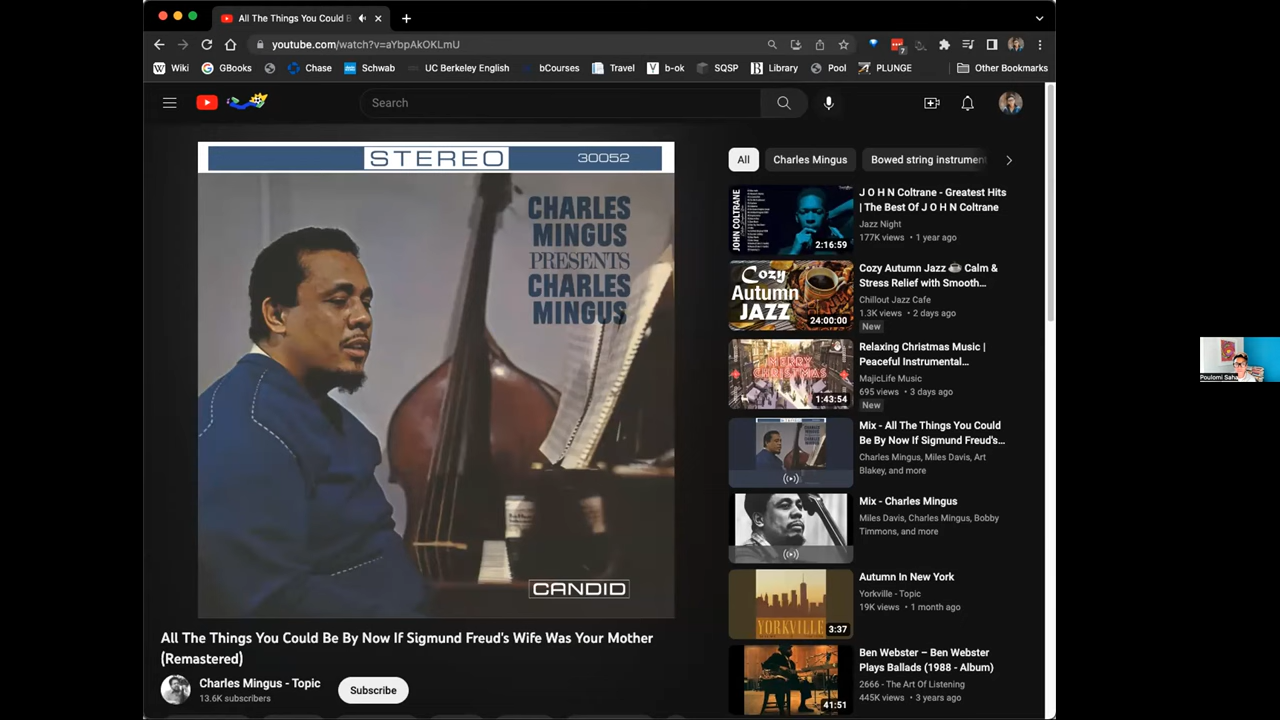 All The Things You Could B
youtube.com/watch?v=aYbpAkOKLmU
7
Wiki
GBooks
Chase
Schwab
UC Berkeley English
bCourses
Travel
b-ok
SQSP
Library
Pool
PLUNGE
Other Bookmarks
Search
STEREO
30052
CHARLES
MINGUS
PRESENTS
CHARLES
MINGUS
CANDID
All The Things You Could Be By Now If Sigmund Freud's Wife Was Your Mother
(Remastered)
Charles Mingus - Topic
13.6K subscribers
Subscribe
All
Charles Mingus
Bowed string instrumen
JOHN COLTRANE
2:16:59
J O H N Coltrane - Greatest Hits
| The Best Of J O H N Coltrane
Jazz Night
177K views • 1 year ago
Cozy
Autumn
JAZZ
24:00:00
Cozy Autumn Jazz ☕ Calm &
Stress Relief with Smooth...
Chillout Jazz Cafe
1.3K views • 2 days ago
New
MERRY
CHRISTMAS
1:43:54
Relaxing Christmas Music |
Peaceful Instrumental...
MajicLife Music
695 views • 3 days ago
New
Mix - All The Things You Could
Be By Now If Sigmund Freud's...
Charles Mingus, Miles Davis, Art
Blakey, and more
Mix - Charles Mingus
Miles Davis, Charles Mingus, Bobby
Timmons, and more
YORKVILLE
3:37
Autumn In New York
Yorkville - Topic
19K views • 1 month ago
41:51
Ben Webster – Ben Webster
Plays Ballads (1988 - Album)
2666 - The Art Of Listening
445K views • 3 years ago
Poulomi Saha